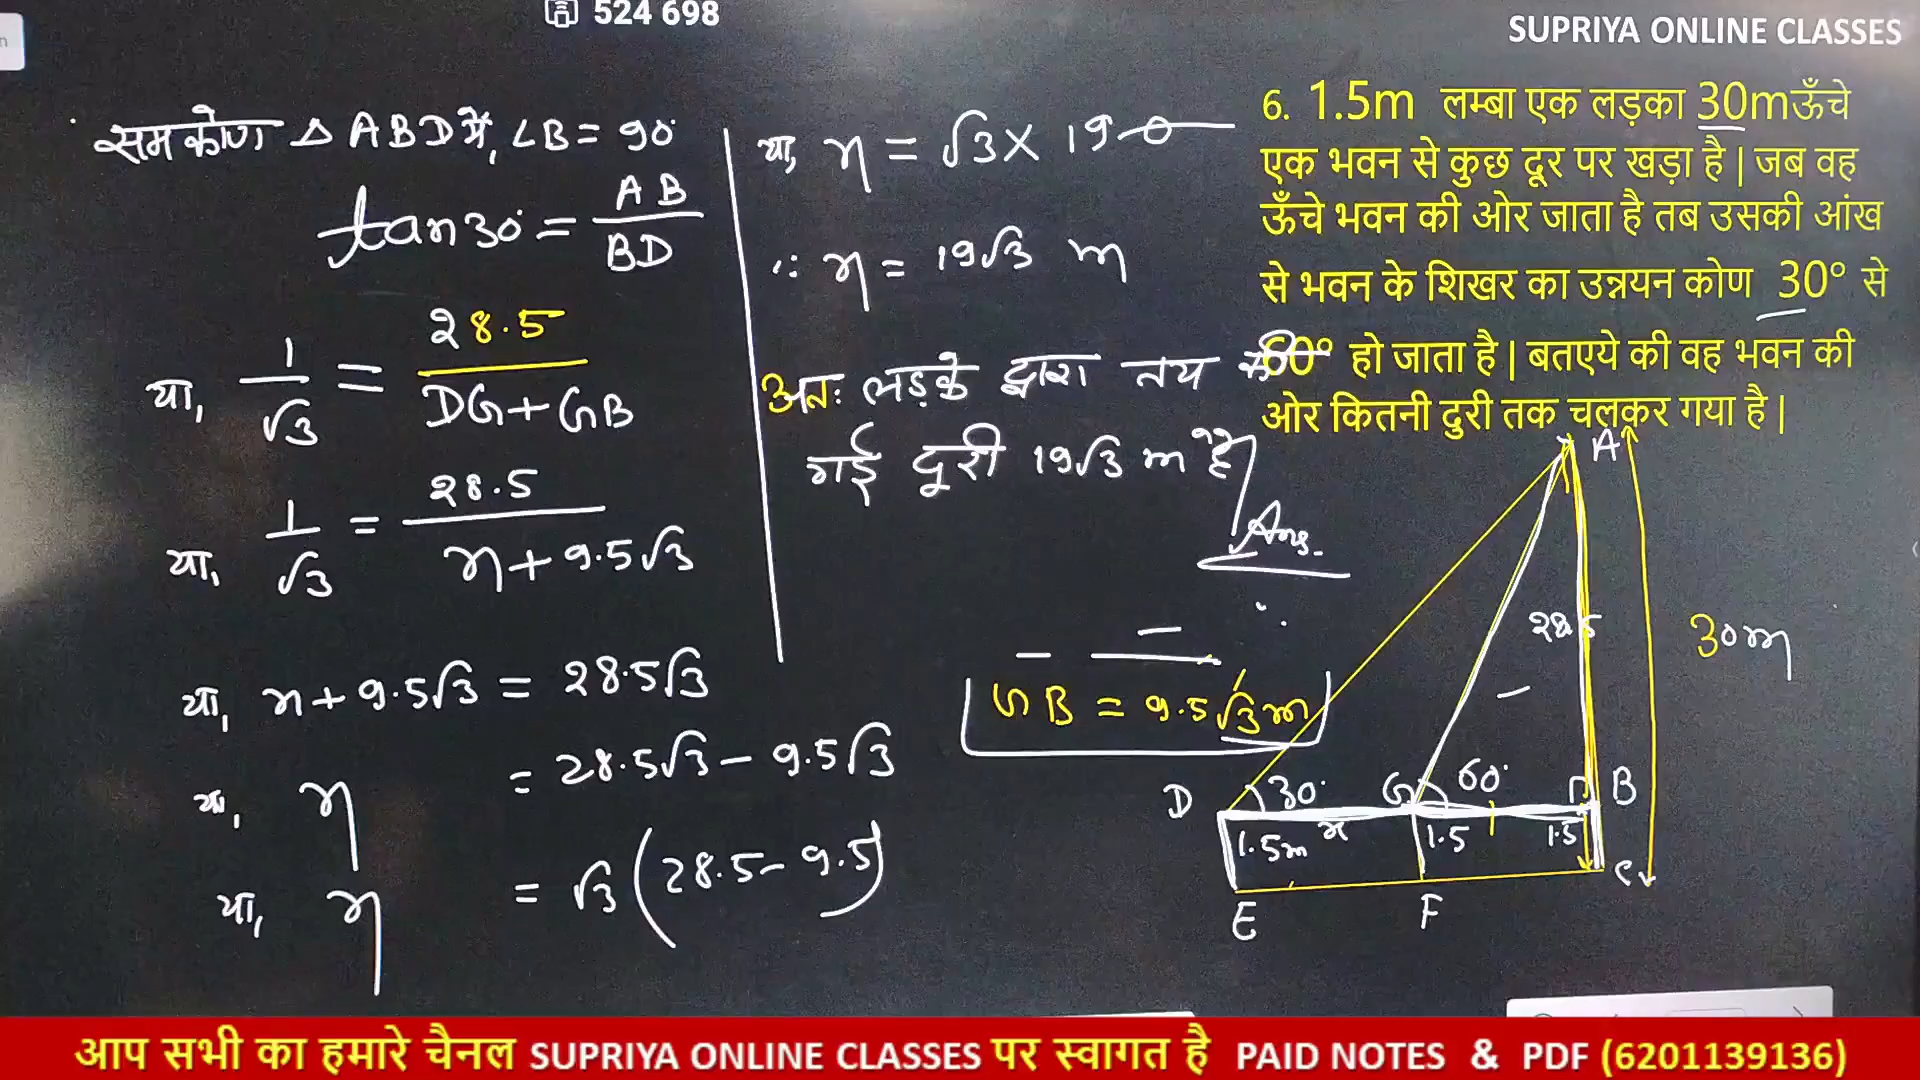 524 698
SUPRIYA ONLINE CLASSES
समकोण △ ABD में, ∠B = 90°
tan30° = AB/BD
या, 1/√3 = 28.5/DG+GB
या, 1/√3 = 28.5/x+9.5√3
या, x+9.5√3 = 28.5√3
या, x = 28.5√3 - 9.5√3
या, x = √3(28.5-9.5)
या, x = √3 × 19.0
∴ x = 19√3 m
अतः लड़के द्वारा तय की
गई दूरी 19√3 m है।
Ans.
GB = 9.5√3m
6. 1.5m लम्बा एक लड़का 30mऊँचे
एक भवन से कुछ दूर पर खड़ा है | जब वह
ऊँचे भवन की ओर जाता है तब उसकी आंख
से भवन के शिखर का उन्नयन कोण 30° से
60° हो जाता है | बतएये की वह भवन की
ओर कितनी दुरी तक चलकर गया है |
A
28.5
30m
D 30° G 60° B
1.5m x 1.5 1.5
E F C
आप सभी का हमारे चैनल SUPRIYA ONLINE CLASSES पर स्वागत है PAID NOTES & PDF (6201139136)